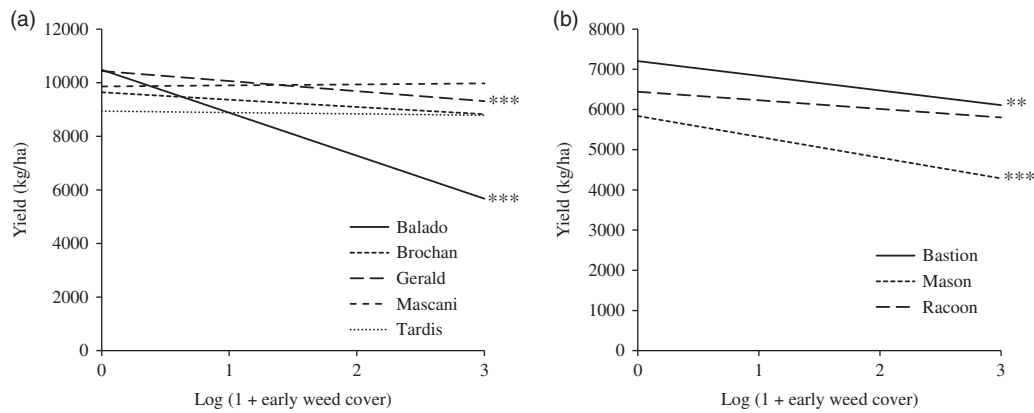 (a)
12000
10000
8000
6000
4000
2000
0
Yield (kg/ha)
0 1 2 3
Log (1 + early weed cover)
***
***
Balado
Brochan
Gerald
Mascani
Tardis
(b)
8000
7000
6000
5000
4000
3000
2000
1000
0
Yield (kg/ha)
0 1 2 3
Log (1 + early weed cover)
**
***
Bastion
Mason
Racoon